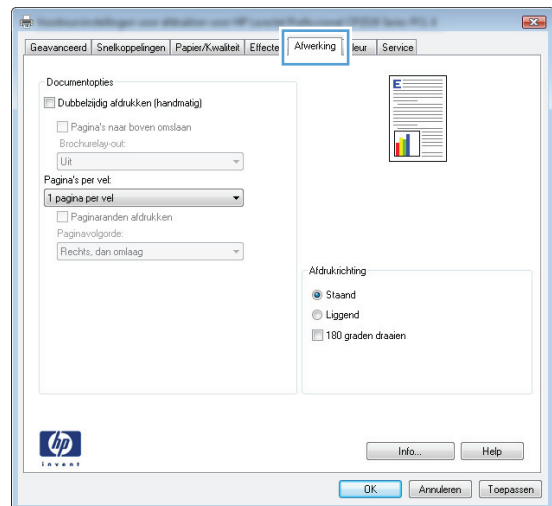 Geavanceerd Snelkoppelingen Papier/Kwaliteit Effecte Afwerking leur Service
Documentopties
Dubbelzijdig afdrukken (handmatig)
Pagina's naar boven omslaan
Brochurelay-out:
Uit
Pagina's per vel:
1 pagina per vel
Paginaranden afdrukken
Paginavolgorde:
Rechts, dan omlaag
E
Afdrukrichting
Staand
Liggend
180 graden draaien
hp
invent
Info... Help
OK Annuleren Toepassen